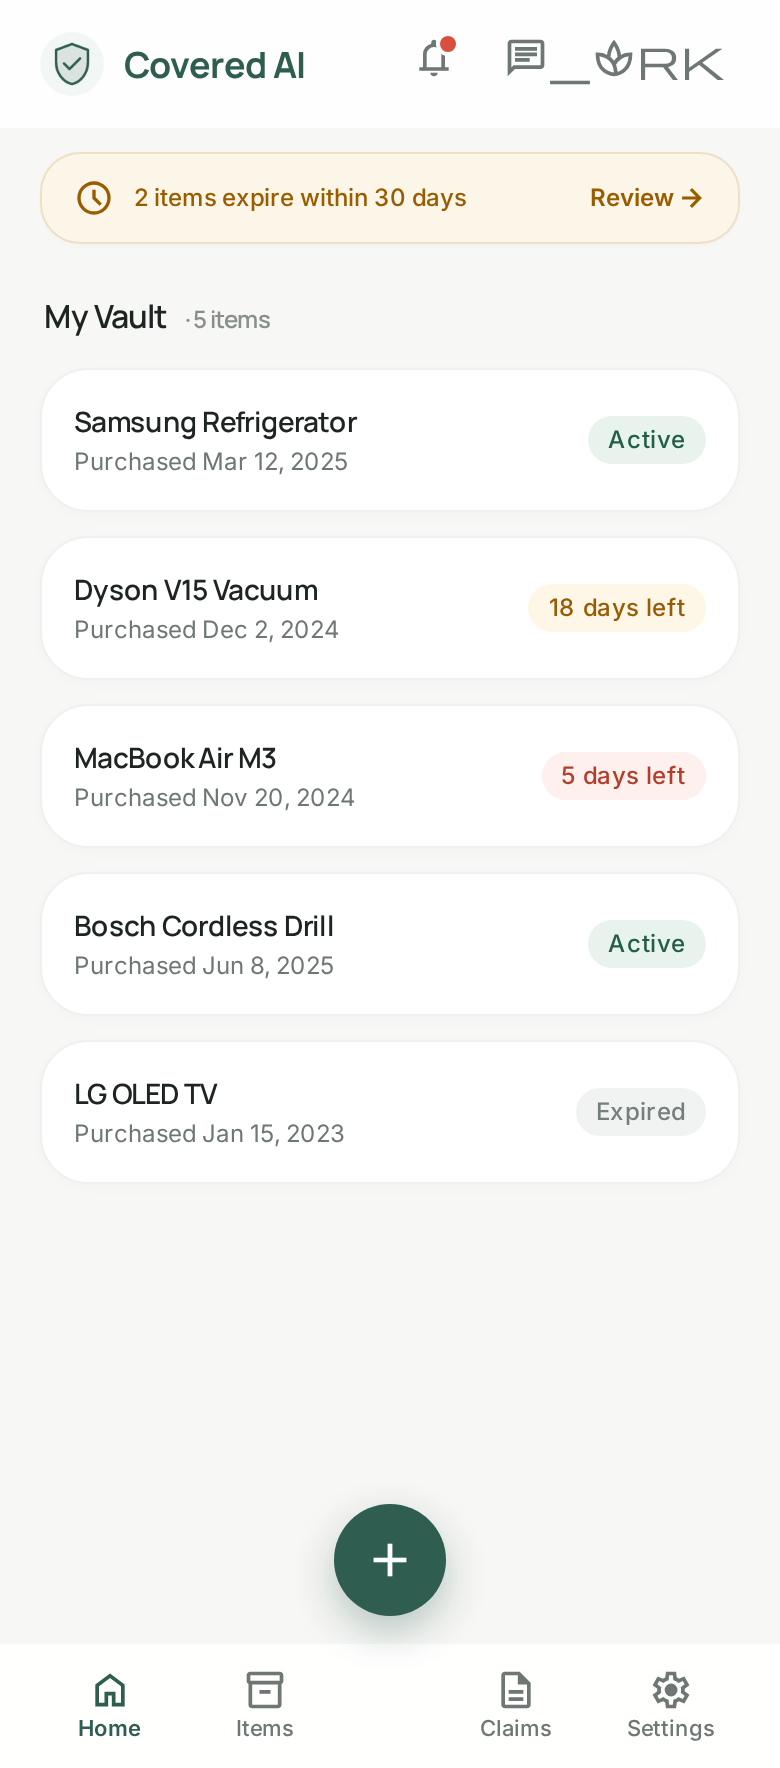 Covered AI
_RK
2 items expire within 30 days
Review →
My Vault · 5 items
Samsung Refrigerator
Purchased Mar 12, 2025
Active
Dyson V15 Vacuum
Purchased Dec 2, 2024
18 days left
MacBook Air M3
Purchased Nov 20, 2024
5 days left
Bosch Cordless Drill
Purchased Jun 8, 2025
Active
LG OLED TV
Purchased Jan 15, 2023
Expired
Home
Items
Claims
Settings